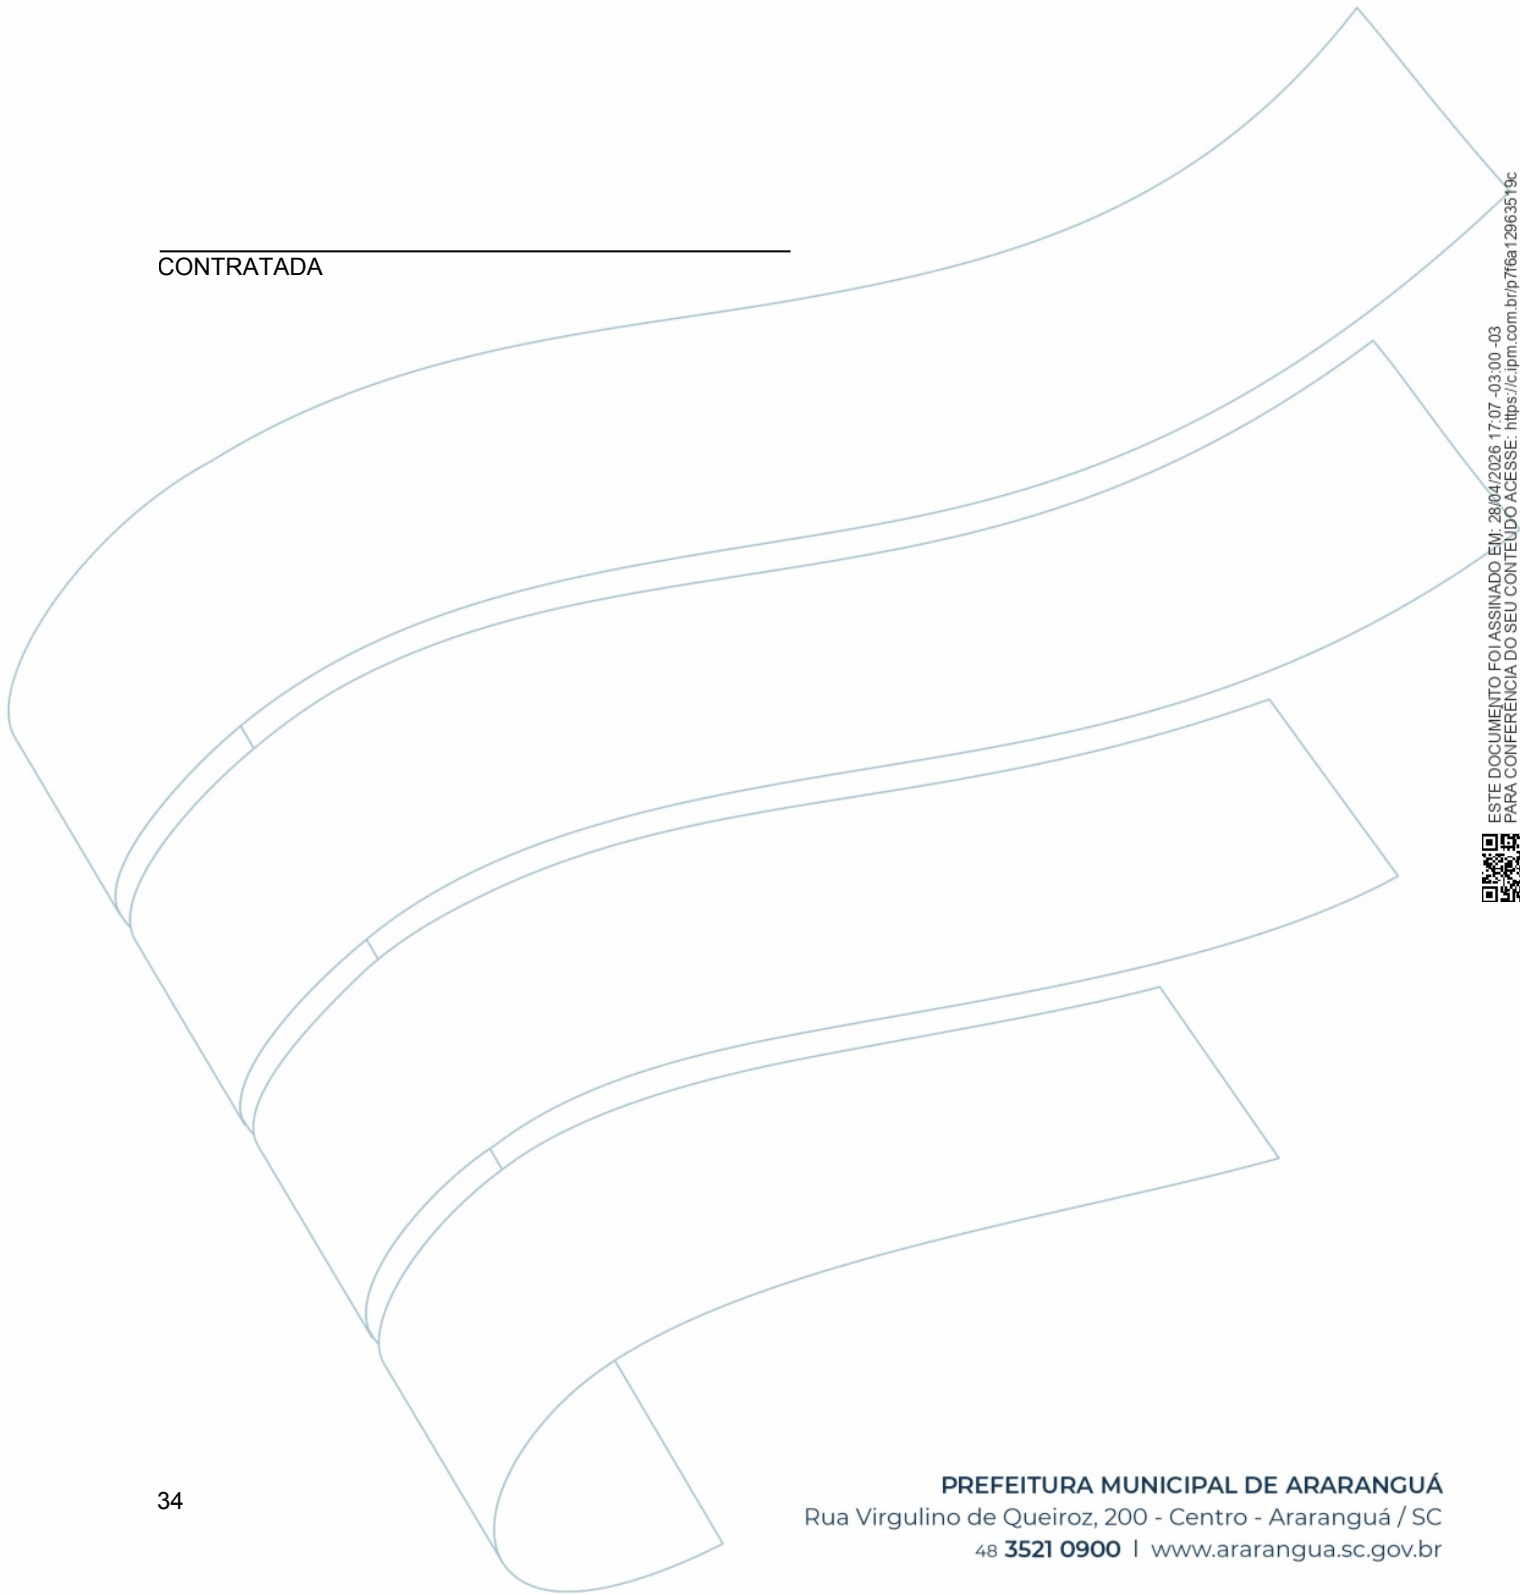 CONTRATADA
ESTE DOCUMENTO FOI ASSINADO EM: 28/04/2026 17:07 -03:00 -03
PARA CONFERÊNCIA DO SEU CONTEÚDO ACESSE: https://c.ipm.com.br/p7f6a12963519c
34
PREFEITURA MUNICIPAL DE ARARANGUÁ
Rua Virgulino de Queiroz, 200 - Centro - Araranguá / SC
48 3521 0900 | www.ararangua.sc.gov.br